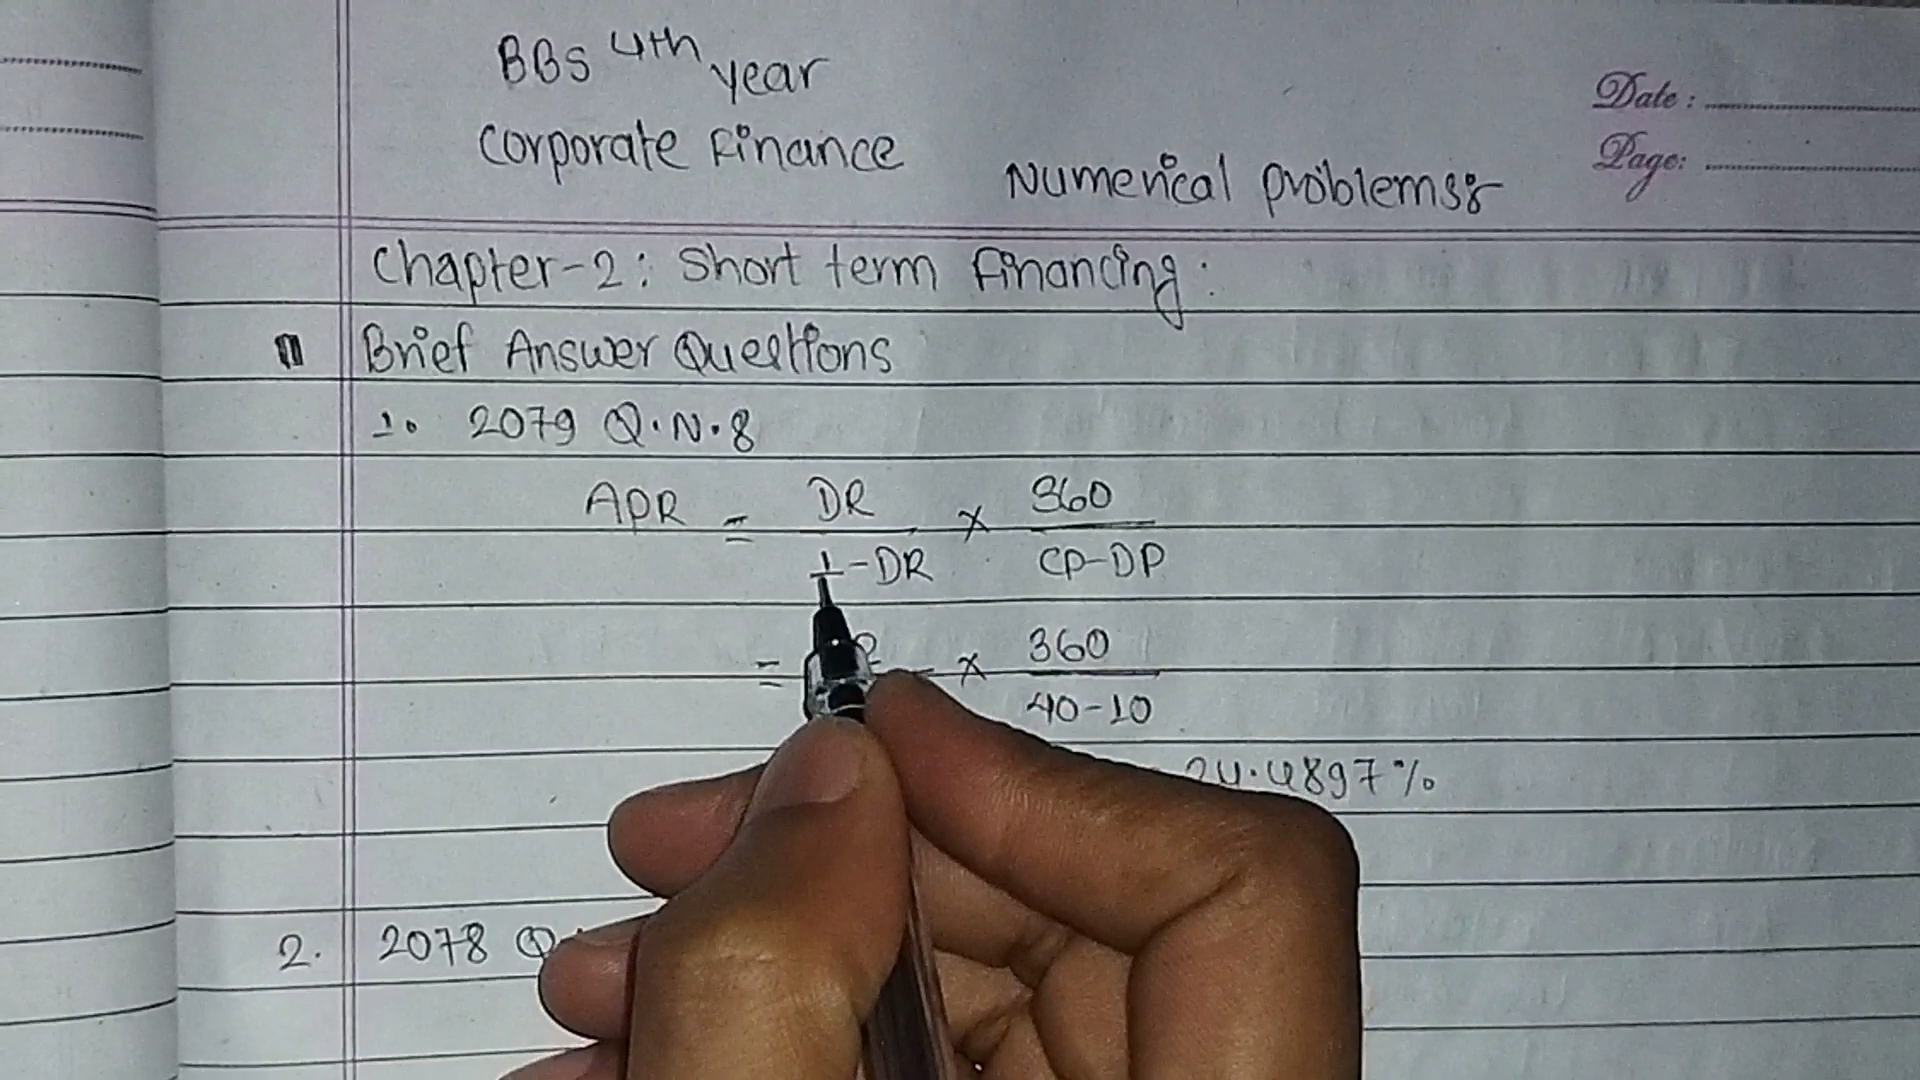 BBS 4th year
Corporate Finance
Numerical problems:-
Date :
Page:
Chapter-2: Short term Financing:
Brief Answer Questions
1. 2079 Q.N.8
APR = DR / 1-DR × 360 / CP-DP
= × 360 / 40-10
24.4897%
2. 2078 Q